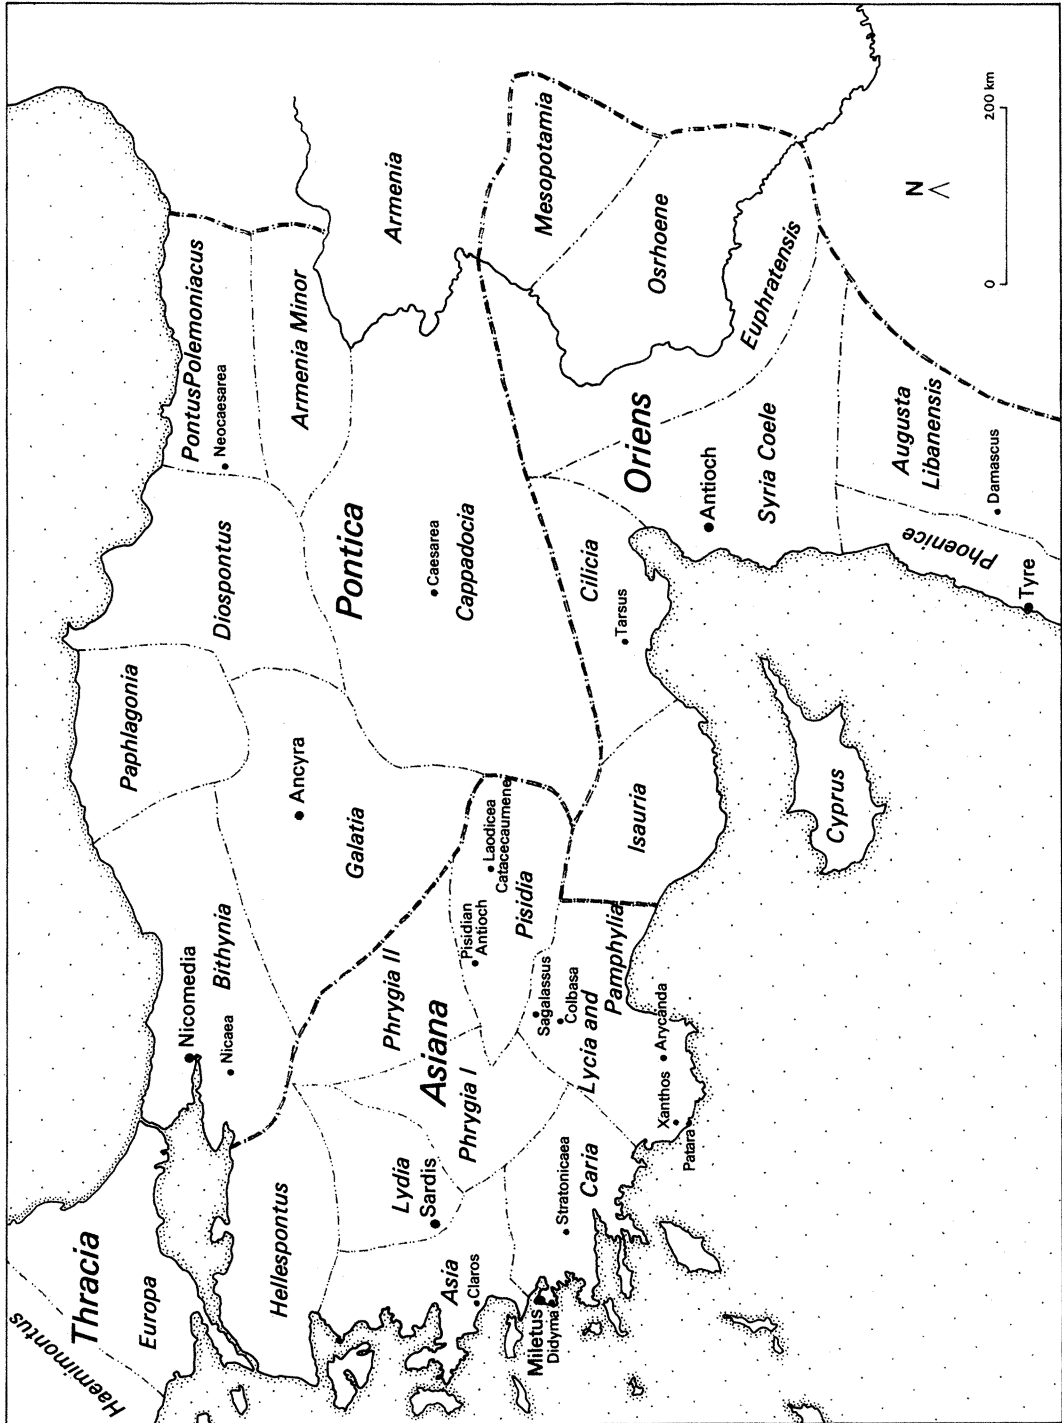 Thracia
Haemimontus
Europa
Hellespontus
Nicomedia
Nicaea
Bithynia
Paphlagonia
Diospontus
PontusPolemoniacus
Neocaesarea
Armenia Minor
Armenia
Pontica
Ancyra
Galatia
Caesarea
Cappadocia
Asiana
Phrygia II
Phrygia I
Lydia
Sardis
Asia
Claros
Miletus
Didyma
Stratonicaea
Caria
Pisidian
Antioch
Laodicea
Catacecaumene
Pisidia
Sagalassus
Colbasa
Lycia and
Pamphylia
Arycanda
Xanthos
Patara
Isauria
Cilicia
Tarsus
Cyprus
Oriens
Antioch
Syria Coele
Euphratensis
Osrhoene
Mesopotamia
Augusta
Libanensis
Damascus
Phoenice
Tyre
N
0 200 km